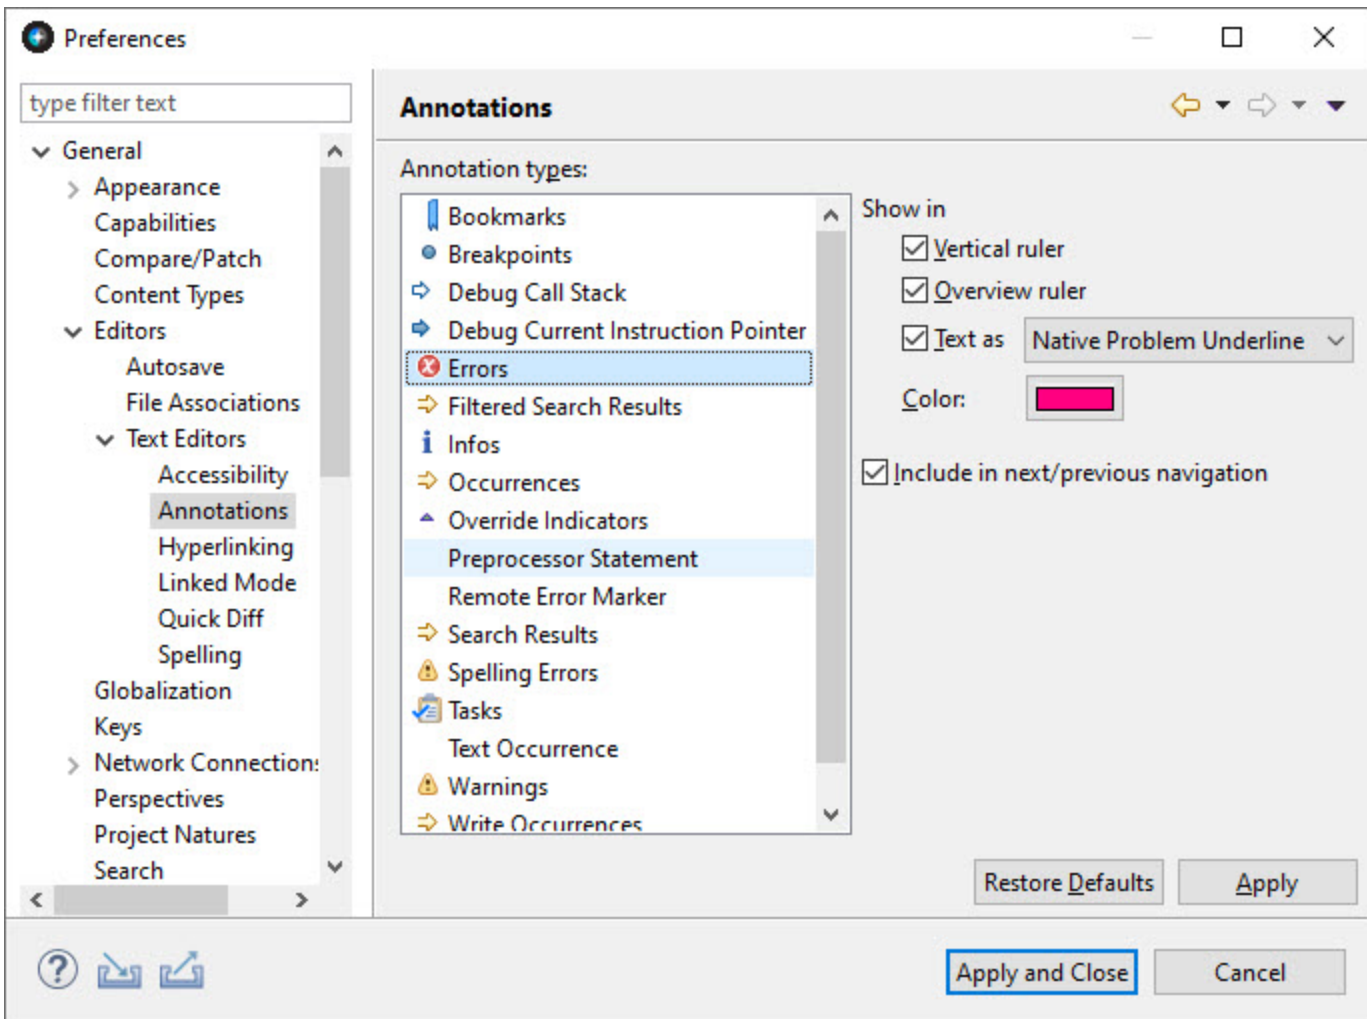 Preferences
type filter text
General
Appearance
Capabilities
Compare/Patch
Content Types
Editors
Autosave
File Associations
Text Editors
Accessibility
Annotations
Hyperlinking
Linked Mode
Quick Diff
Spelling
Globalization
Keys
Network Connections
Perspectives
Project Natures
Search
Annotations
Annotation types:
Bookmarks
Breakpoints
Debug Call Stack
Debug Current Instruction Pointer
Errors
Filtered Search Results
Infos
Occurrences
Override Indicators
Preprocessor Statement
Remote Error Marker
Search Results
Spelling Errors
Tasks
Text Occurrence
Warnings
Write Occurrences
Show in
Vertical ruler
Overview ruler
Text as Native Problem Underline
Color:
Include in next/previous navigation
Restore Defaults Apply
Apply and Close Cancel